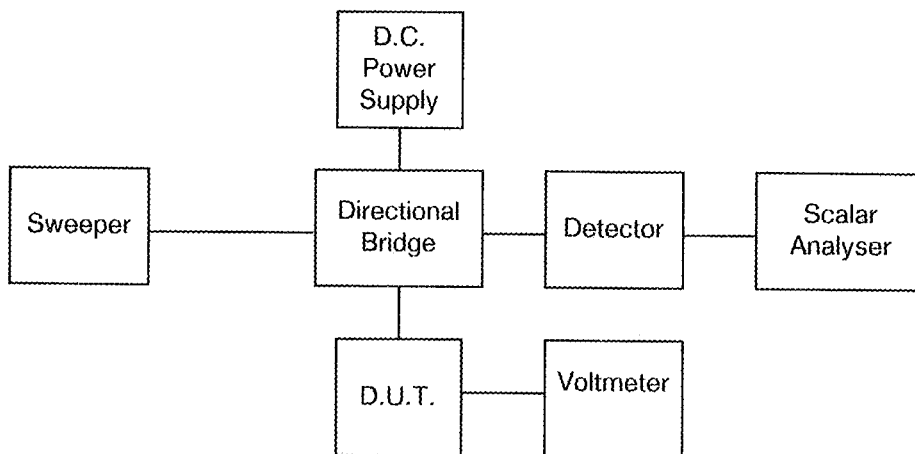 D.C.
Power
Supply
Sweeper
Directional
Bridge
Detector
Scalar
Analyser
D.U.T.
Voltmeter